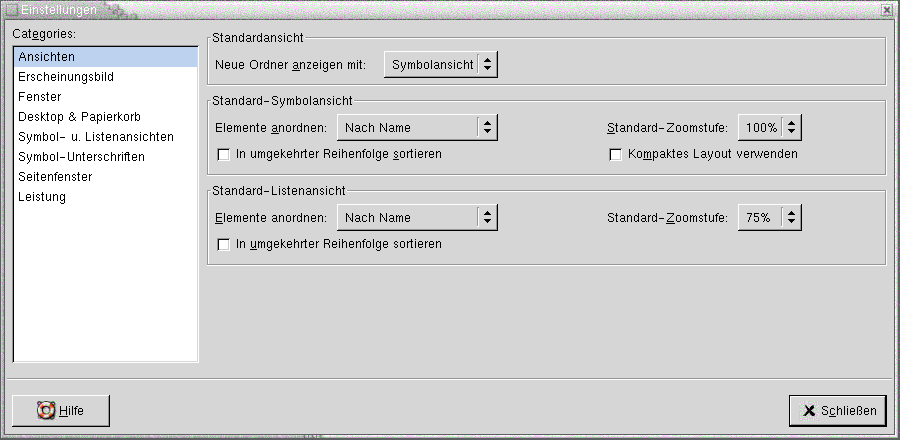 Einstellungen
Categories:
Ansichten
Erscheinungsbild
Fenster
Desktop & Papierkorb
Symbol- u. Listenansichten
Symbol-Unterschriften
Seitenfenster
Leistung
Standardansicht
Neue Ordner anzeigen mit: Symbolansicht
Standard-Symbolansicht
Elemente anordnen: Nach Name Standard-Zoomstufe: 100%
In umgekehrter Reihenfolge sortieren Kompaktes Layout verwenden
Standard-Listenansicht
Elemente anordnen: Nach Name Standard-Zoomstufe: 75%
In umgekehrter Reihenfolge sortieren
Hilfe Schließen